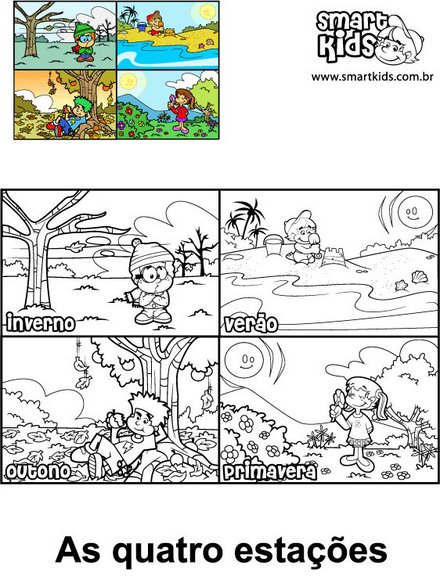 Smart
Kids
www.smartkids.com.br
inverno
verão
outono
primavera
As quatro estações